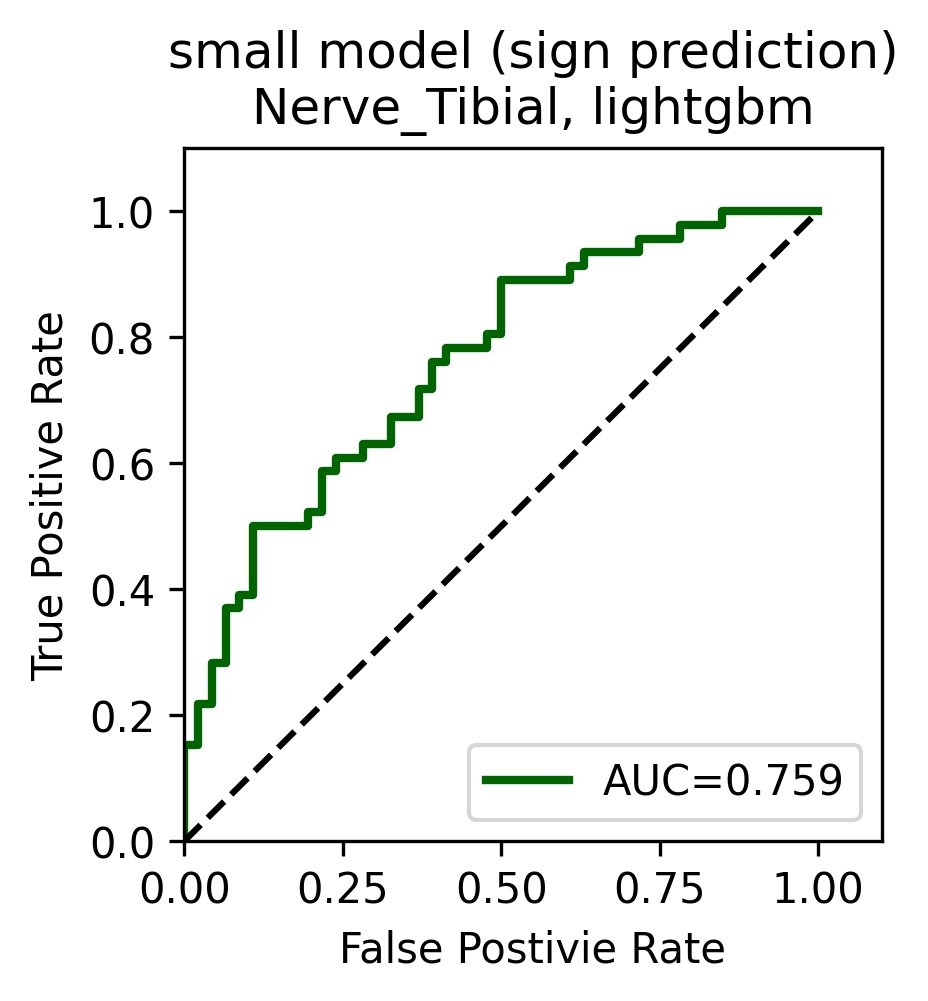 small model (sign prediction)
Nerve_Tibial, lightgbm
1.0
0.8
0.6
0.4
0.2
0.0
True Positive Rate
AUC=0.759
0.00 0.25 0.50 0.75 1.00
False Postivie Rate